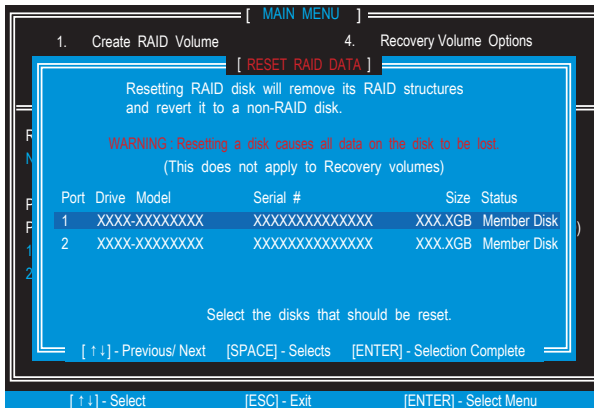 [ MAIN MENU ]
1. Create RAID Volume 4. Recovery Volume Options
[ RESET RAID DATA ]
Resetting RAID disk will remove its RAID structures
and revert it to a non-RAID disk.
WARNING : Resetting a disk causes all data on the disk to be lost.
(This does not apply to Recovery volumes)
Port Drive Model Serial # Size Status
1 XXXX-XXXXXXXX XXXXXXXXXXXXXX XXX.XGB Member Disk
2 XXXX-XXXXXXXX XXXXXXXXXXXXXX XXX.XGB Member Disk
)
1
2
Select the disks that should be reset.
[ ↑↓] - Previous/ Next [SPACE] - Selects [ENTER] - Selection Complete
[ ↑↓] - Select [ESC] - Exit [ENTER] - Select Menu